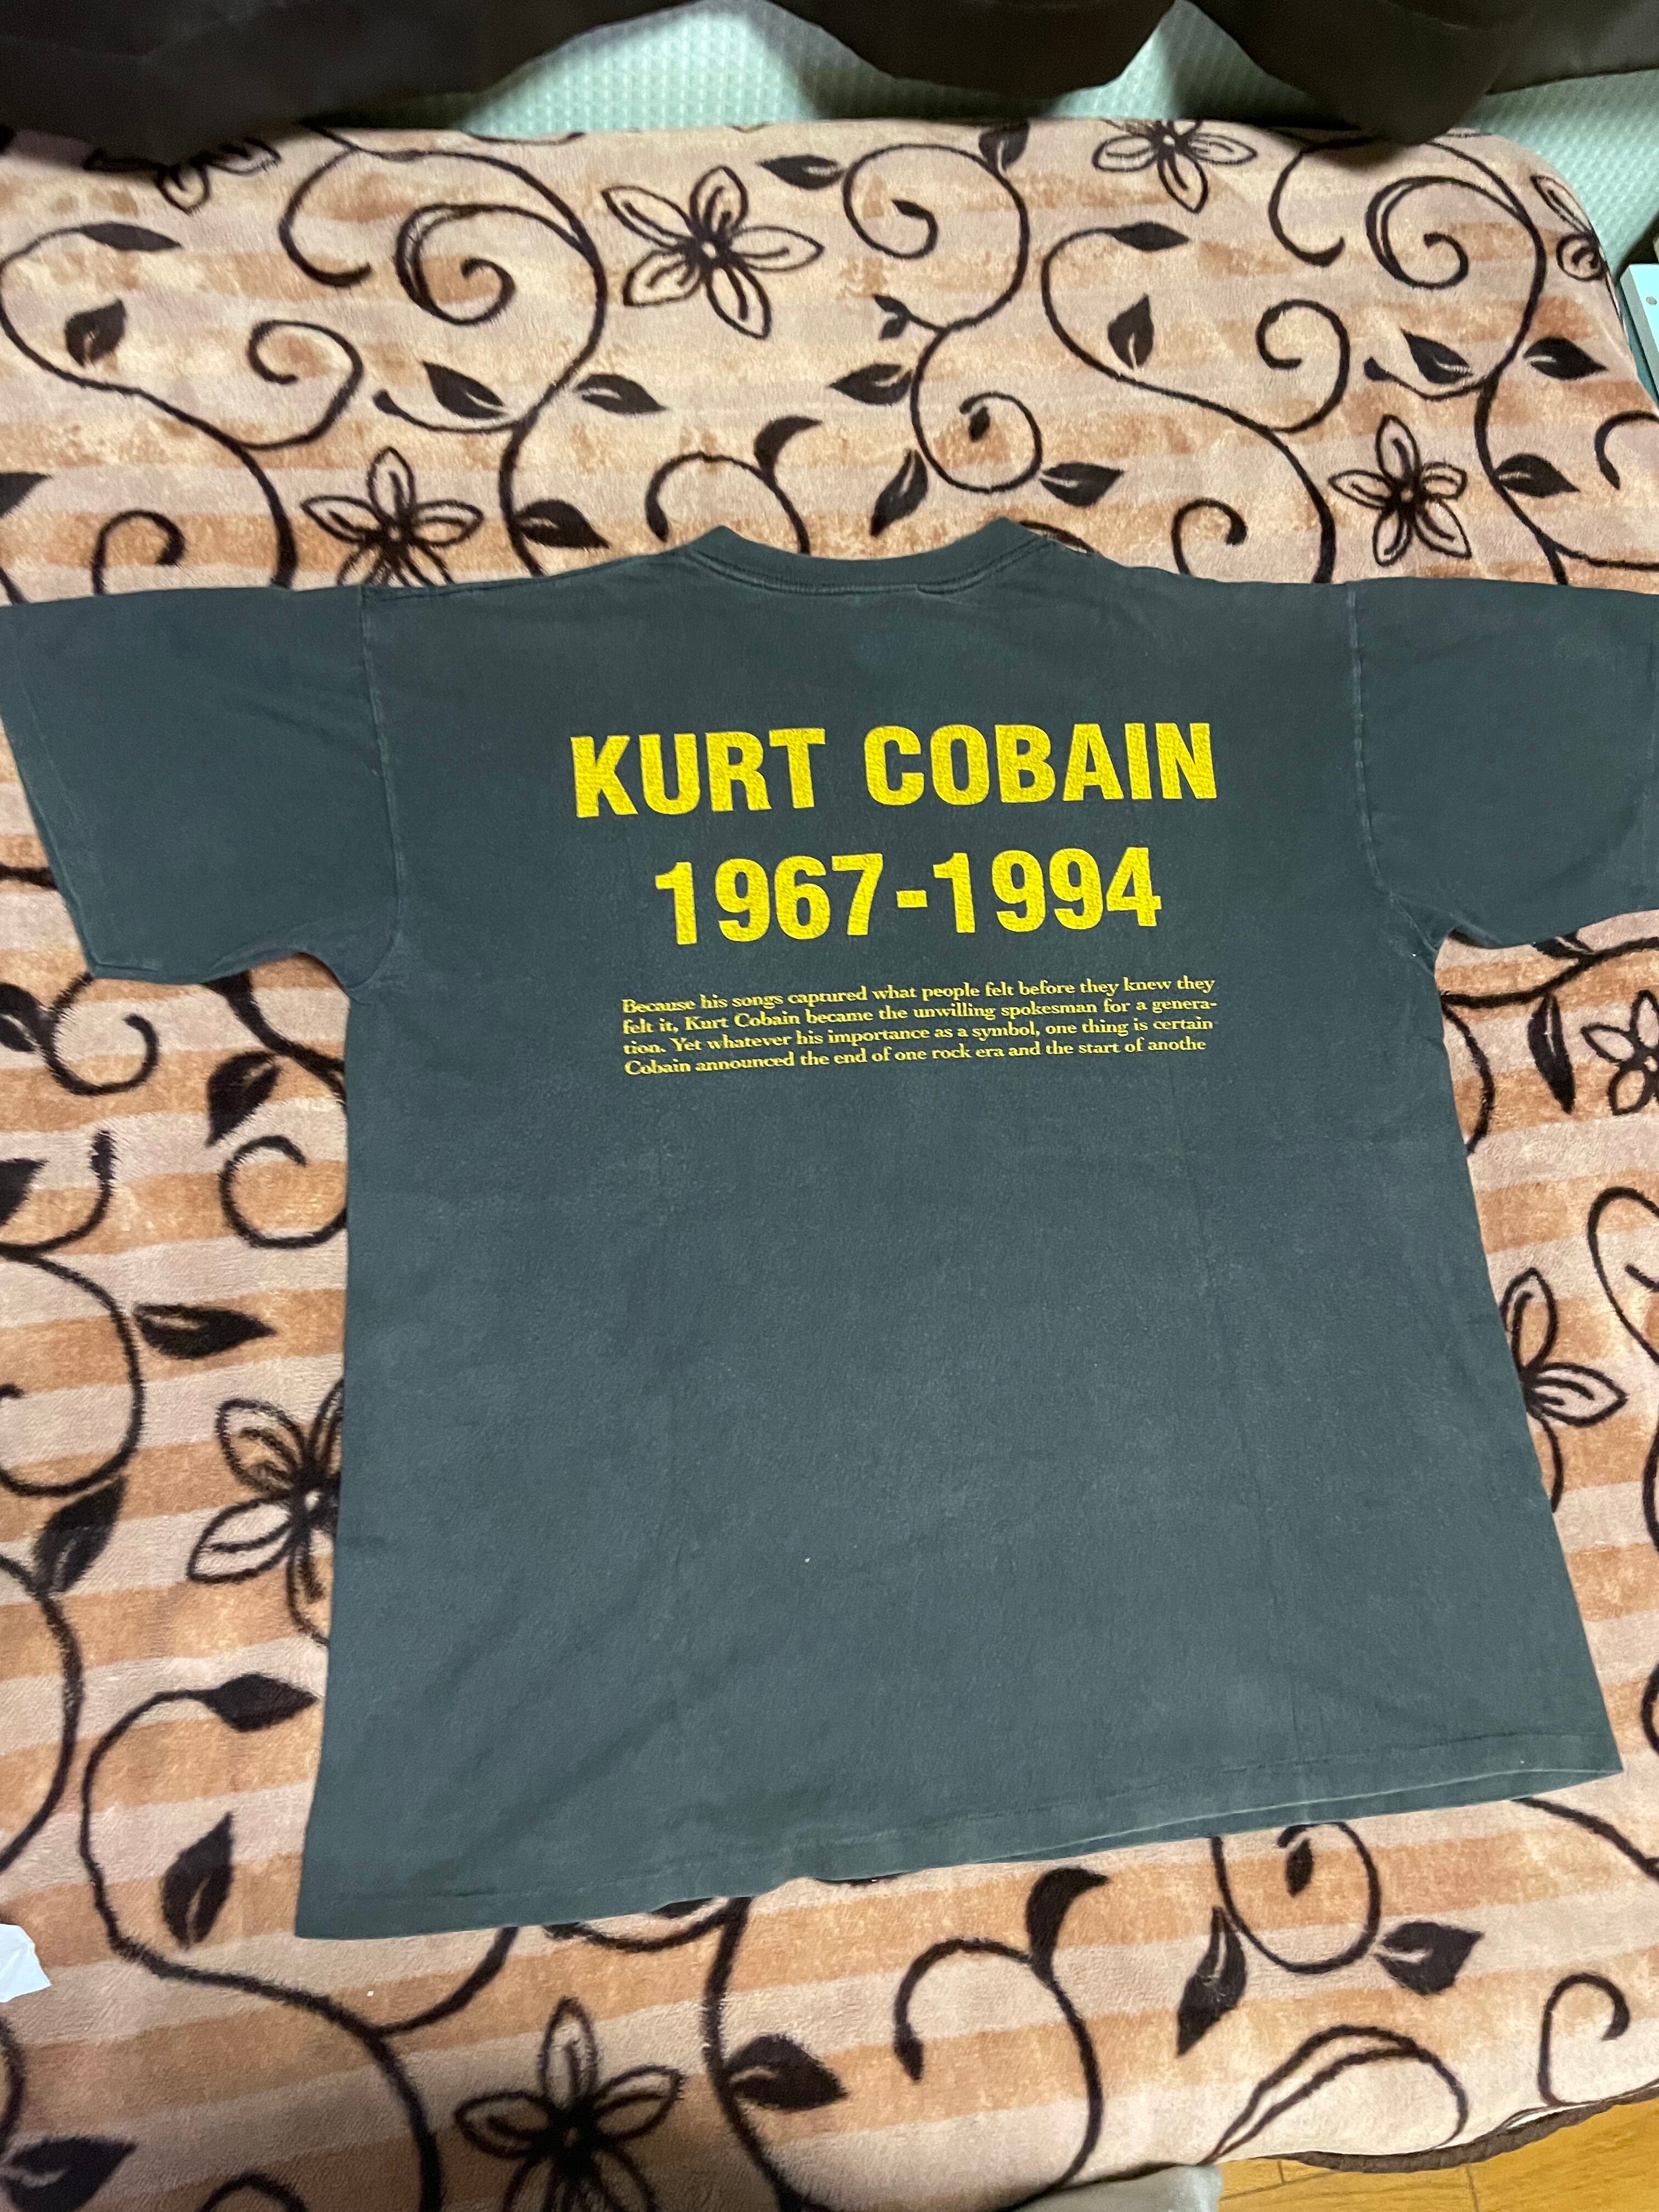 KURT COBAIN
1967-1994
Because his songs captured what people felt before they knew they
felt it, Kurt Cobain became the unwilling spokesman for a genera-
tion. Yet whatever his importance as a symbol, one thing is certain
Cobain announced the end of one rock era and the start of anothe